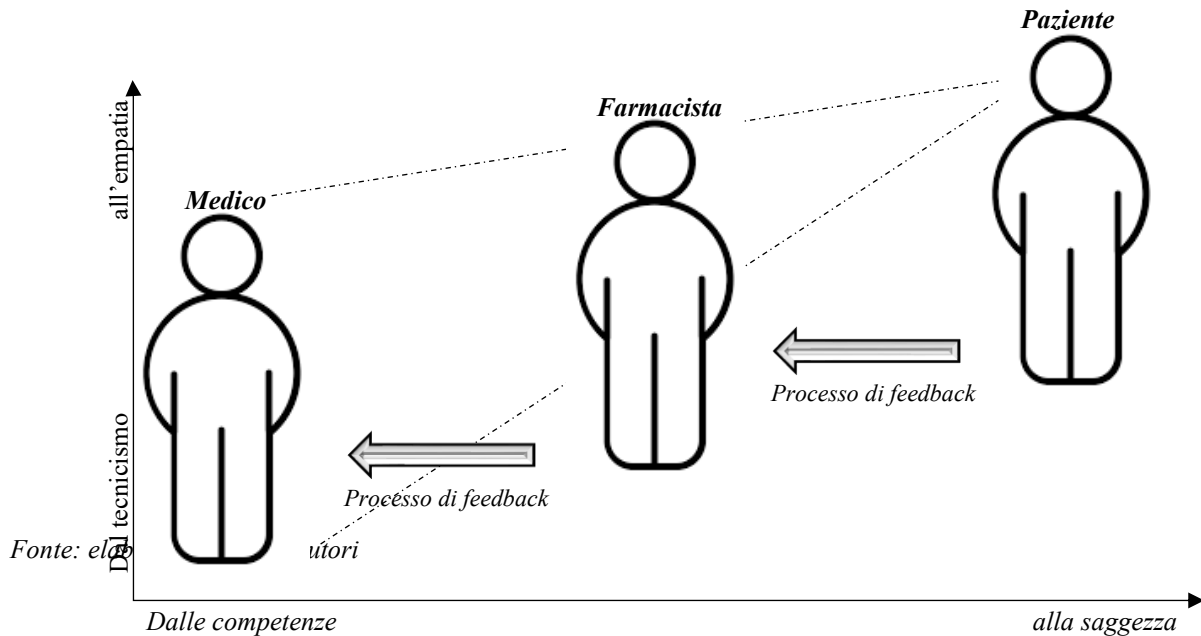 Paziente
Farmacista
Medico
all'empatia
Dal tecnicismo
Processo di feedback
Processo di feedback
Fonte: utori
Dalle competenze
alla saggezza